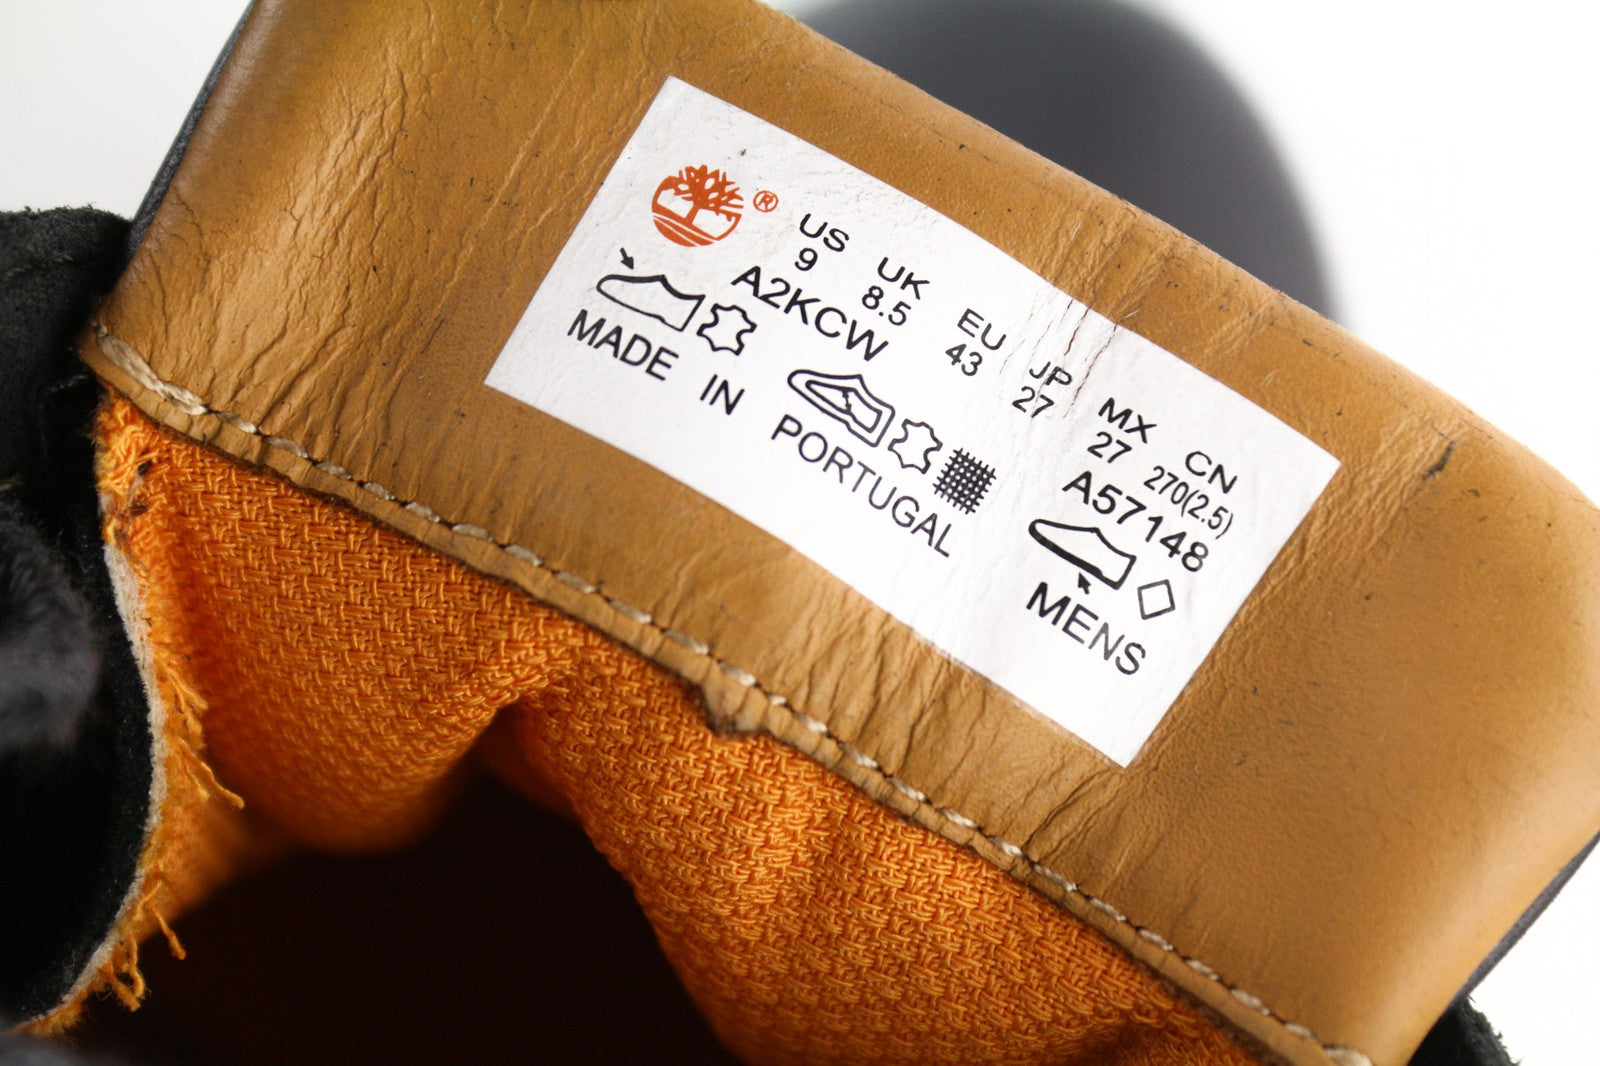 ®
US UK EU JP MX CN
9 8.5 43 27 27 270(2.5)
A2KCW A57148
MADE IN PORTUGAL MENS